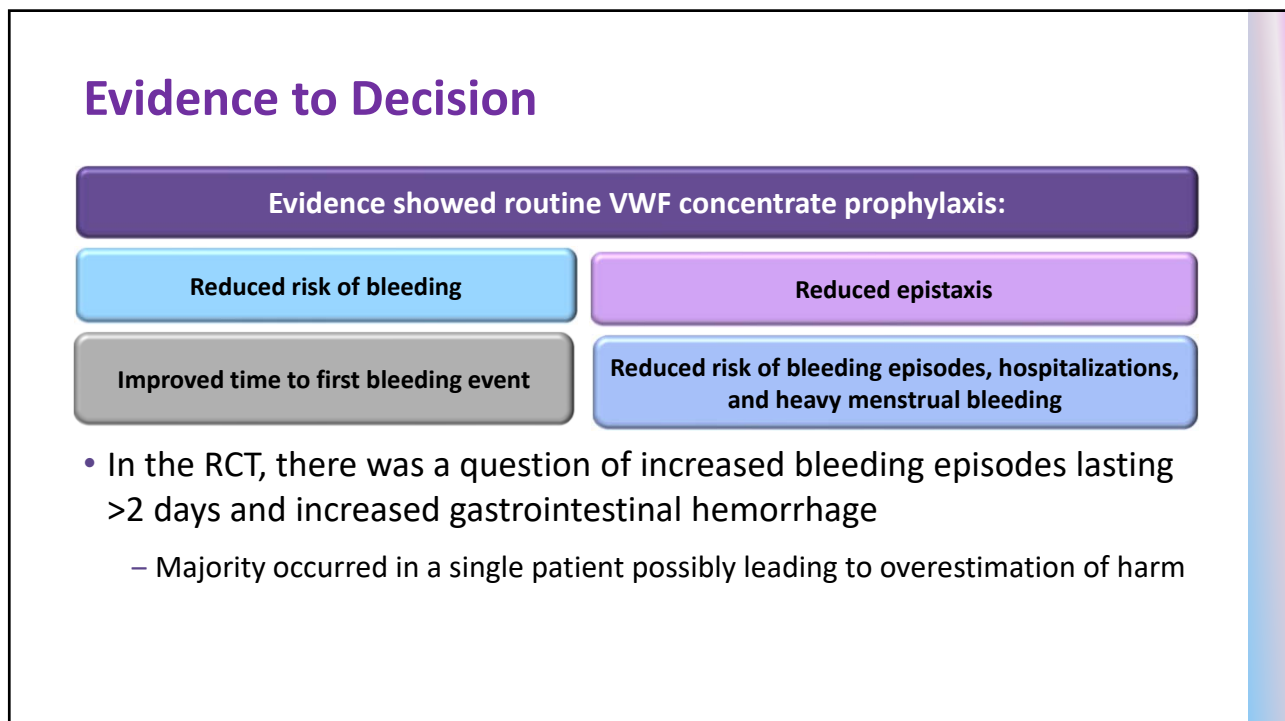 Evidence to Decision
Evidence showed routine VWF concentrate prophylaxis:
Reduced risk of bleeding
Reduced epistaxis
Improved time to first bleeding event
Reduced risk of bleeding episodes, hospitalizations,
and heavy menstrual bleeding
• In the RCT, there was a question of increased bleeding episodes lasting
>2 days and increased gastrointestinal hemorrhage
– Majority occurred in a single patient possibly leading to overestimation of harm